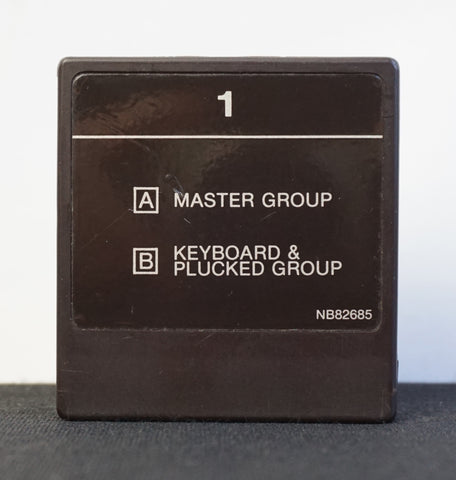 1
A MASTER GROUP
B KEYBOARD &
PLUCKED GROUP
NB82685